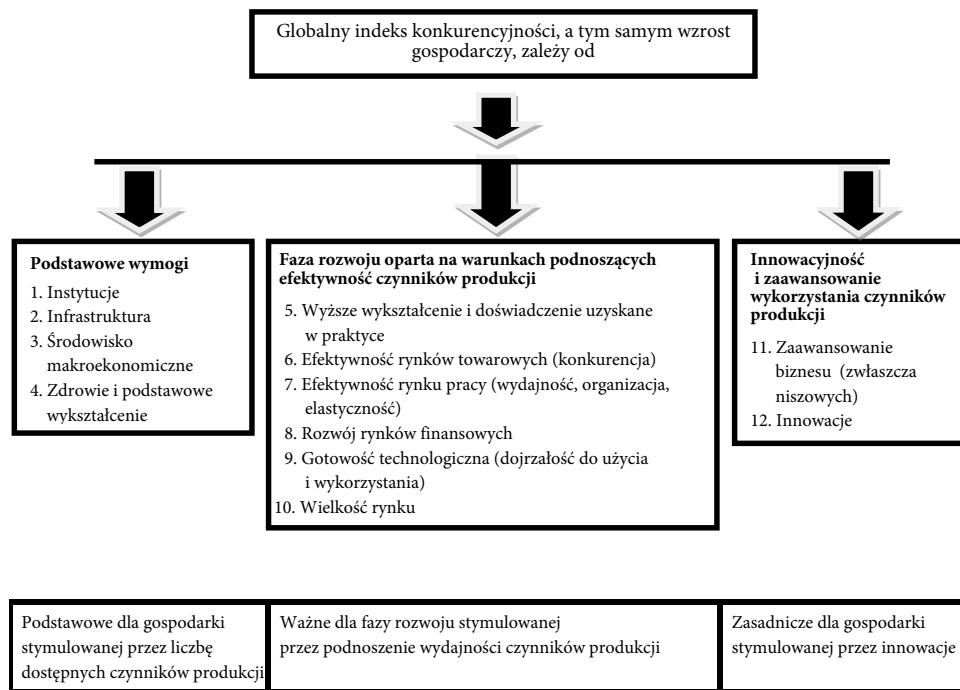 Globalny indeks konkurencyjności, a tym samym wzrost
gospodarczy, zależy od
Podstawowe wymogi
1. Instytucje
2. Infrastruktura
3. Środowisko
makroekonomiczne
4. Zdrowie i podstawowe
wykształcenie
Faza rozwoju oparta na warunkach podnoszących
efektywność czynników produkcji
5. Wyższe wykształcenie i doświadczenie uzyskane
w praktyce
6. Efektywność rynków towarowych (konkurencja)
7. Efektywność rynku pracy (wydajność, organizacja,
elastyczność)
8. Rozwój rynków finansowych
9. Gotowość technologiczna (dojrzałość do użycia
i wykorzystania)
10. Wielkość rynku
Innowacyjność
i zaawansowanie
wykorzystania czynników
produkcji
11. Zaawansowanie
biznesu (zwłaszcza
niszowych)
12. Innowacje
Podstawowe dla gospodarki
stymulowanej przez liczbę
dostępnych czynników produkcji
Ważne dla fazy rozwoju stymulowanej
przez podnoszenie wydajności czynników produkcji
Zasadnicze dla gospodarki
stymulowanej przez innowacje